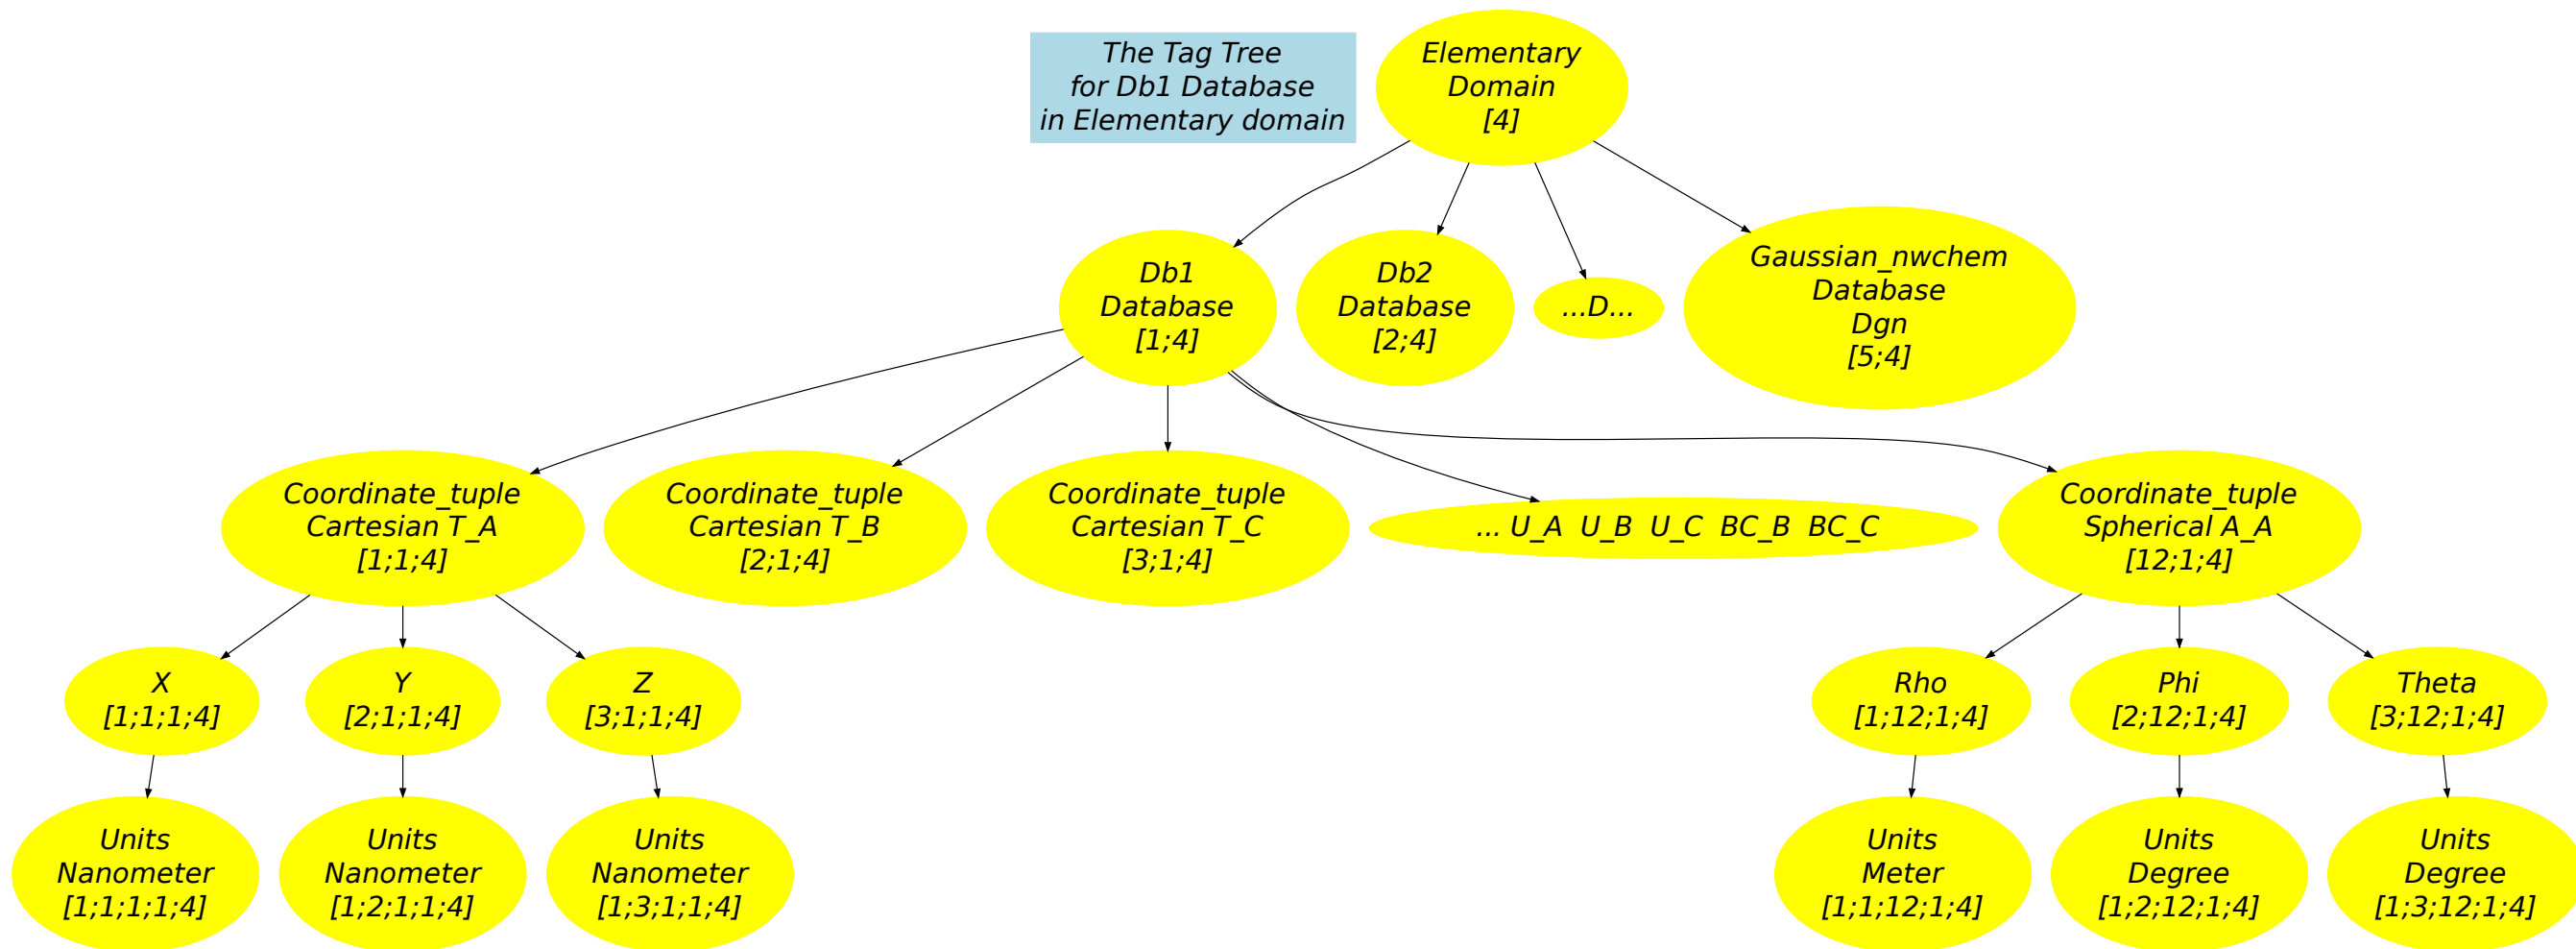 The Tag Tree
for Db1 Database
in Elementary domain
Elementary
Domain
[4]
Db1
Database
[1;4]
Db2
Database
[2;4]
...D...
Gaussian_nwchem
Database
Dgn
[5;4]
Coordinate_tuple
Cartesian T_A
[1;1;4]
Coordinate_tuple
Cartesian T_B
[2;1;4]
Coordinate_tuple
Cartesian T_C
[3;1;4]
... U_A  U_B  U_C  BC_B  BC_C
Coordinate_tuple
Spherical A_A
[12;1;4]
X
[1;1;1;4]
Y
[2;1;1;4]
Z
[3;1;1;4]
Rho
[1;12;1;4]
Phi
[2;12;1;4]
Theta
[3;12;1;4]
Units
Nanometer
[1;1;1;1;4]
Units
Nanometer
[1;2;1;1;4]
Units
Nanometer
[1;3;1;1;4]
Units
Meter
[1;1;12;1;4]
Units
Degree
[1;2;12;1;4]
Units
Degree
[1;3;12;1;4]